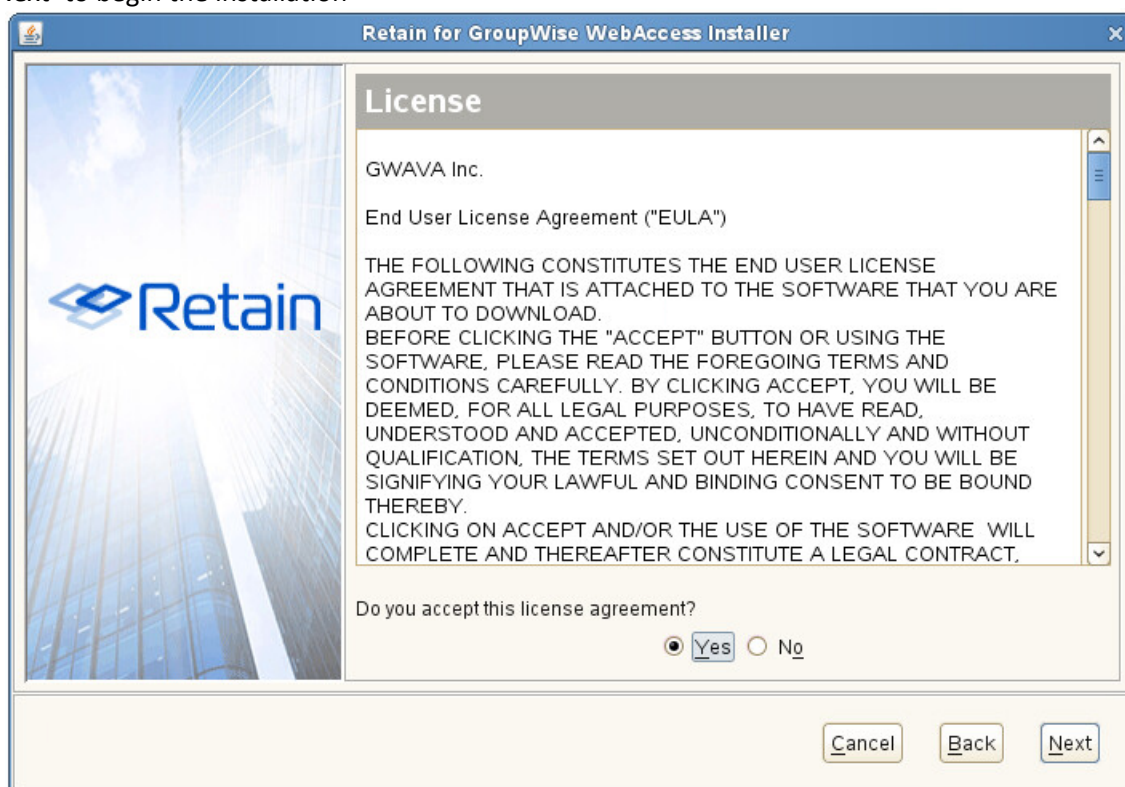 to begin the installation
Retain for GroupWise WebAccess Installer
Retain
License
GWAVA Inc.
End User License Agreement ("EULA")
THE FOLLOWING CONSTITUTES THE END USER LICENSE
AGREEMENT THAT IS ATTACHED TO THE SOFTWARE THAT YOU ARE
ABOUT TO DOWNLOAD.
BEFORE CLICKING THE "ACCEPT" BUTTON OR USING THE
SOFTWARE, PLEASE READ THE FOREGOING TERMS AND
CONDITIONS CAREFULLY. BY CLICKING ACCEPT, YOU WILL BE
DEEMED, FOR ALL LEGAL PURPOSES, TO HAVE READ,
UNDERSTOOD AND ACCEPTED, UNCONDITIONALLY AND WITHOUT
QUALIFICATION, THE TERMS SET OUT HEREIN AND YOU WILL BE
SIGNIFYING YOUR LAWFUL AND BINDING CONSENT TO BE BOUND
THEREBY.
CLICKING ON ACCEPT AND/OR THE USE OF THE SOFTWARE WILL
COMPLETE AND THEREAFTER CONSTITUTE A LEGAL CONTRACT,
Do you accept this license agreement?
Yes No
Cancel Back Next